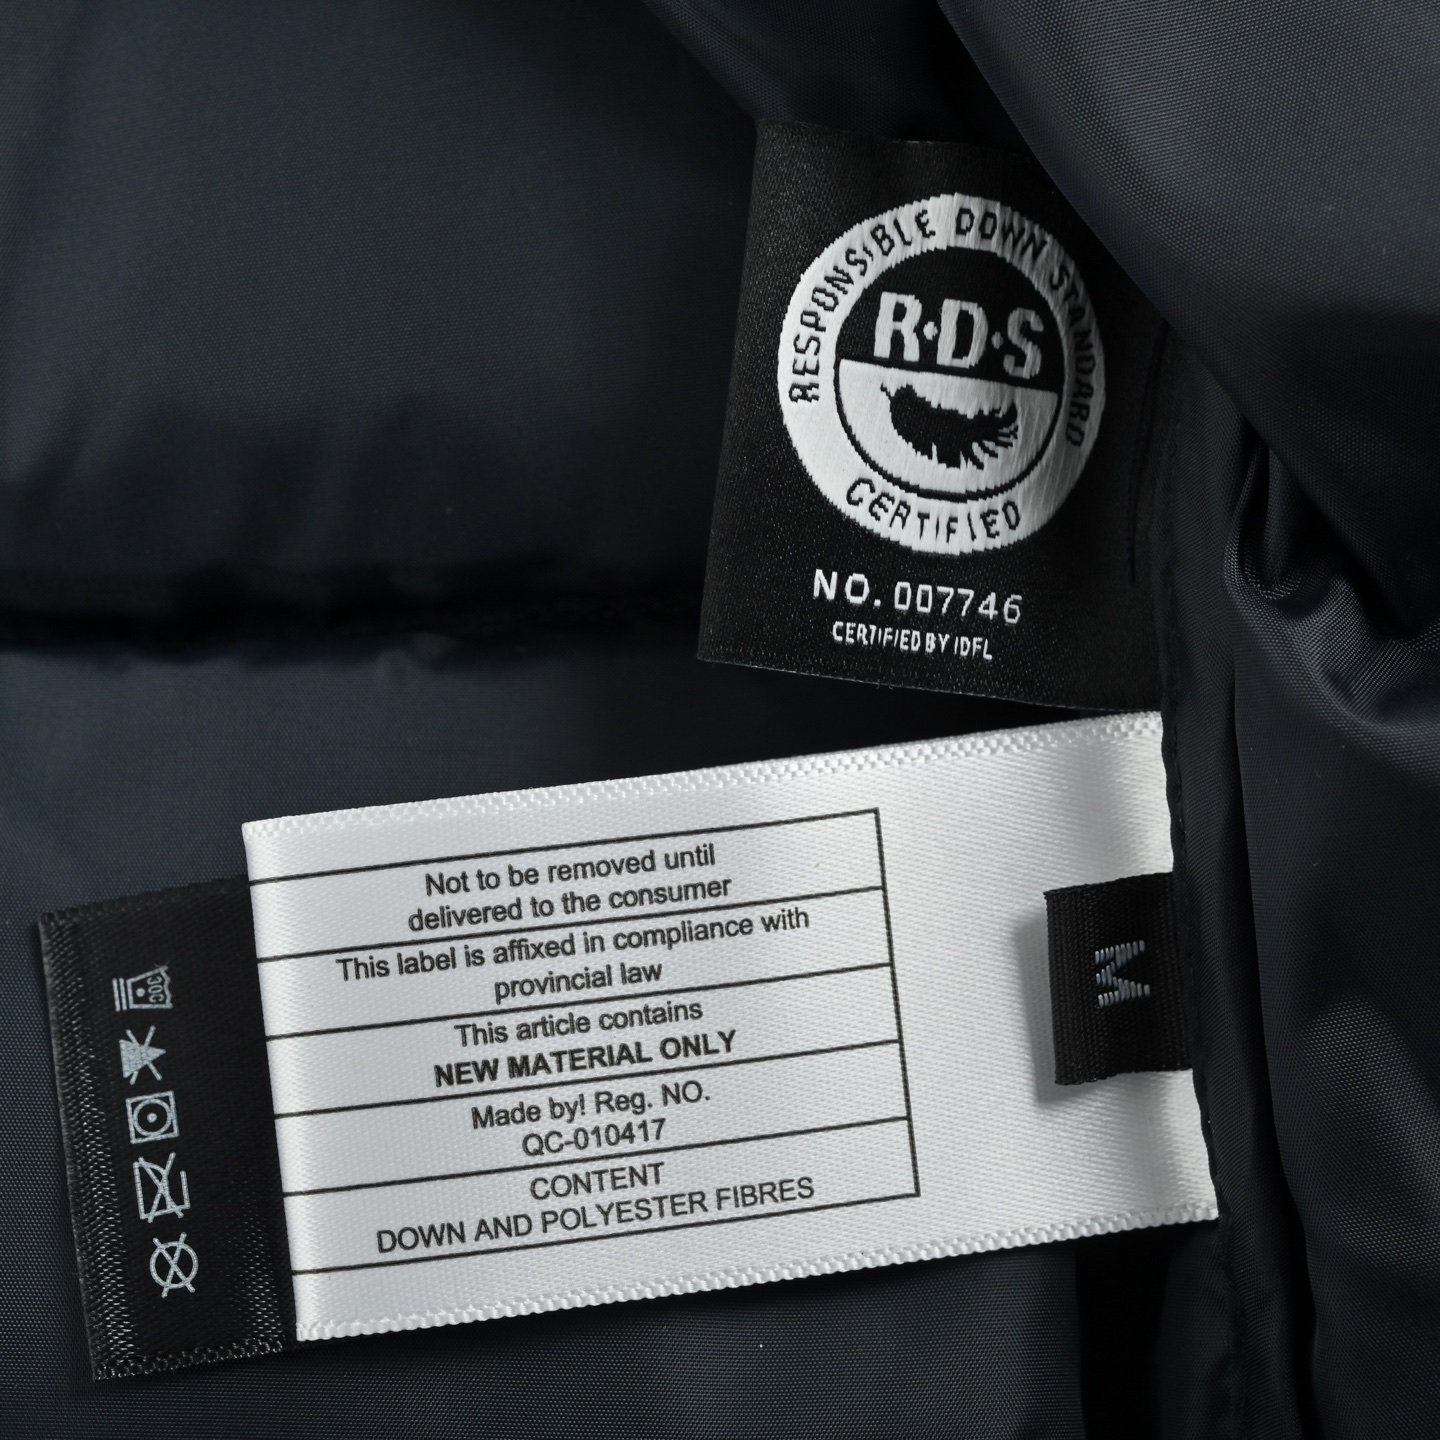 RESPONSIBLE DOWN STANDARD
R·D·S
CERTIFIED
NO. 007746
CERTIFIED BY IDFL
Not to be removed until
delivered to the consumer
This label is affixed in compliance with
provincial law
This article contains
NEW MATERIAL ONLY
Made by! Reg. NO.
QC-010417
CONTENT
DOWN AND POLYESTER FIBRES
M
30C